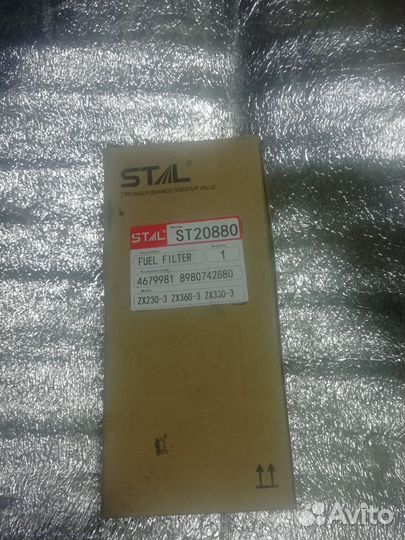 STAL®
STRONGER BRANDS GREATER VALUE
STAL ST20880
FUEL FILTER 1
4679981 8980742880
ZX230-3 ZX360-3 ZX330-3
Avito